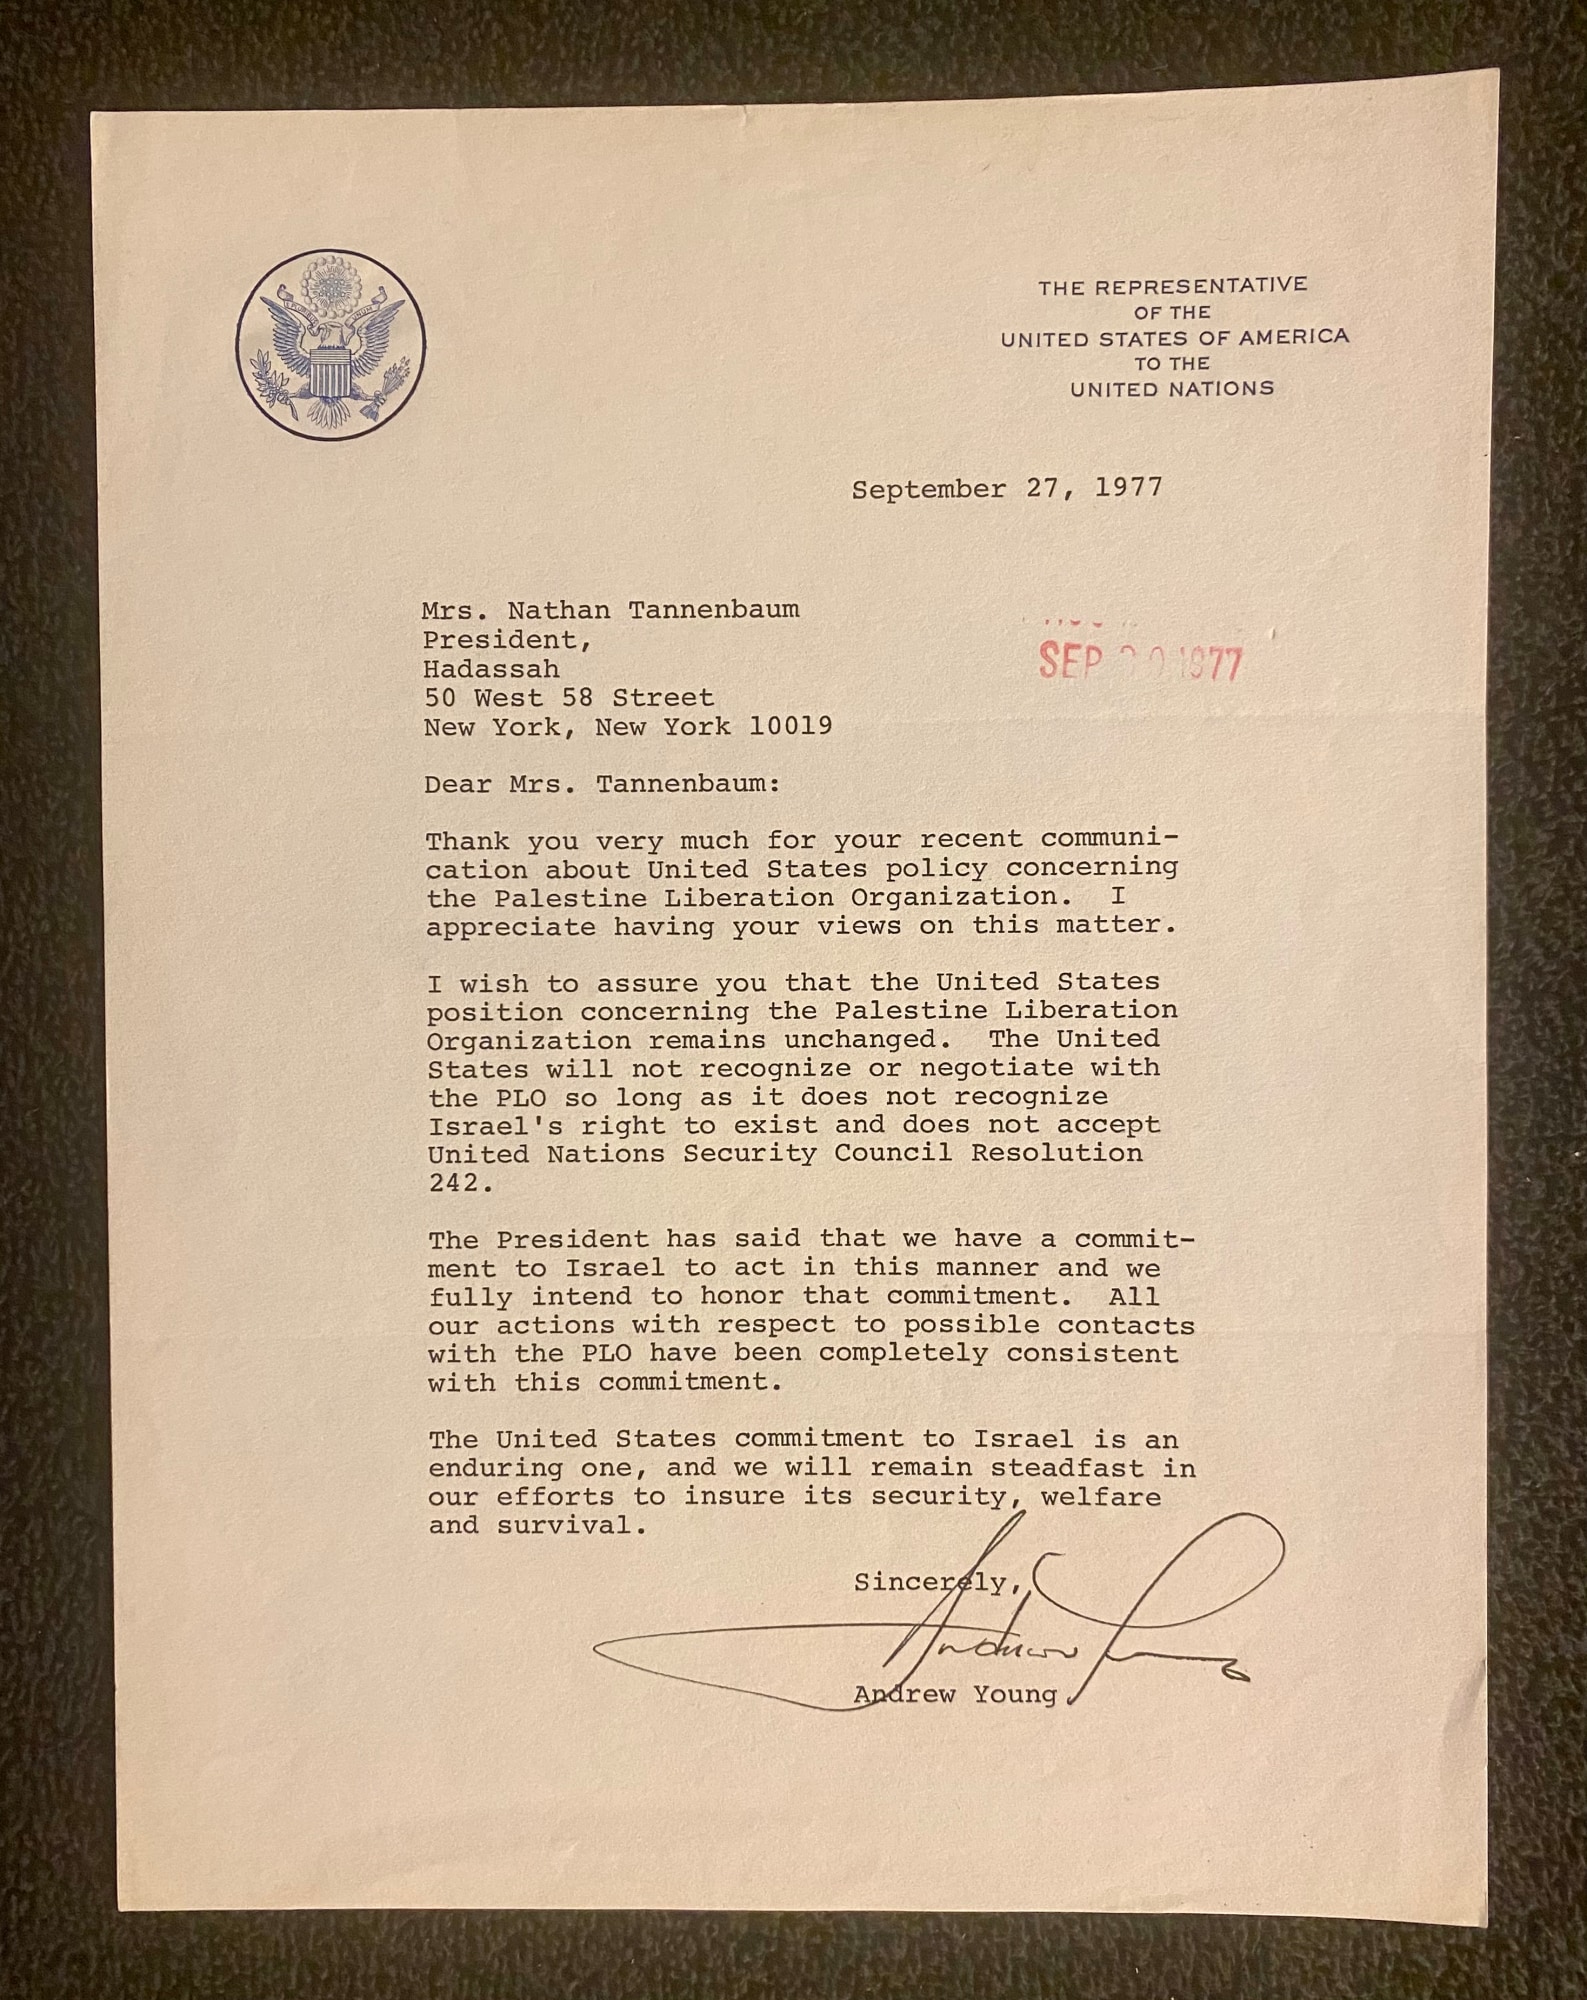 E PLURIBUS UNUM
THE REPRESENTATIVE
OF THE
UNITED STATES OF AMERICA
TO THE
UNITED NATIONS
September 27, 1977
Mrs. Nathan Tannenbaum
President,
Hadassah
50 West 58 Street
New York, New York 10019
SEP 1977
Dear Mrs. Tannenbaum:
Thank you very much for your recent communi-
cation about United States policy concerning
the Palestine Liberation Organization. I
appreciate having your views on this matter.
I wish to assure you that the United States
position concerning the Palestine Liberation
Organization remains unchanged. The United
States will not recognize or negotiate with
the PLO so long as it does not recognize
Israel's right to exist and does not accept
United Nations Security Council Resolution
242.
The President has said that we have a commit-
ment to Israel to act in this manner and we
fully intend to honor that commitment. All
our actions with respect to possible contacts
with the PLO have been completely consistent
with this commitment.
The United States commitment to Israel is an
enduring one, and we will remain steadfast in
our efforts to insure its security, welfare
and survival.
Sincerely,
Andrew Young
Andrew Young